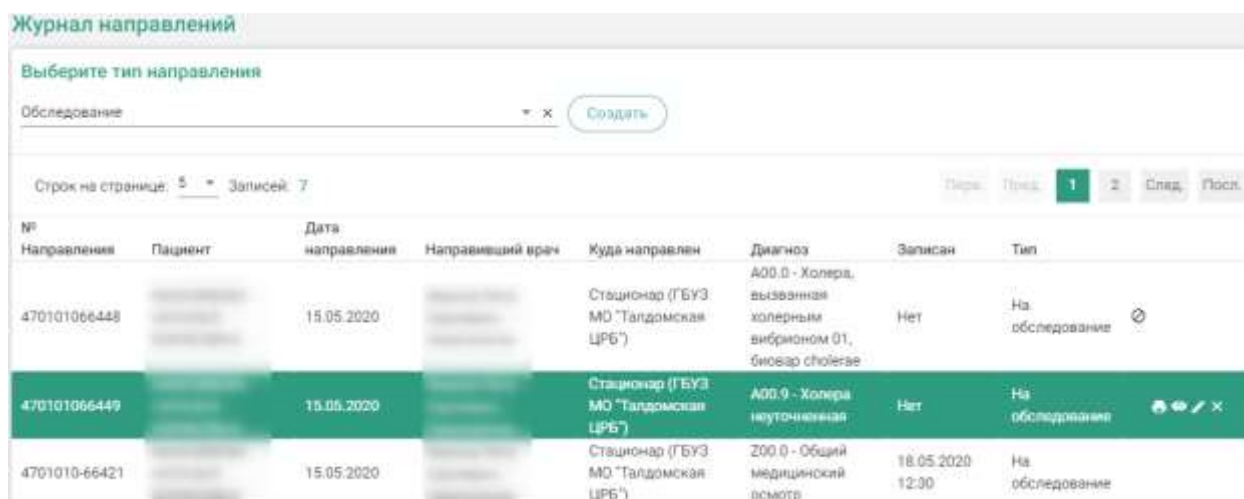 Журнал направлений
Выберите тип направления
Обследование
Создать
Строк на странице: 5 Записей: 7
Перв. Пред. 1 2 След. Посл.
№ Направления Пациент Дата направления Направивший врач Куда направлен Диагноз Записан Тип
470101066448 15.05.2020 Стационар (ГБУЗ МО "Талдомская ЦРБ") A00.0 - Холера, вызванная холерным вибрионом 01, биовар cholerae Нет На обследование
470101066449 15.05.2020 Стационар (ГБУЗ МО "Талдомская ЦРБ") A00.9 - Холера неуточненная Нет На обследование
4701010-66421 15.05.2020 Стационар (ГБУЗ МО "Талдомская ЦРБ") Z00.0 - Общий медицинский осмотр 18.05.2020 12:30 На обследование